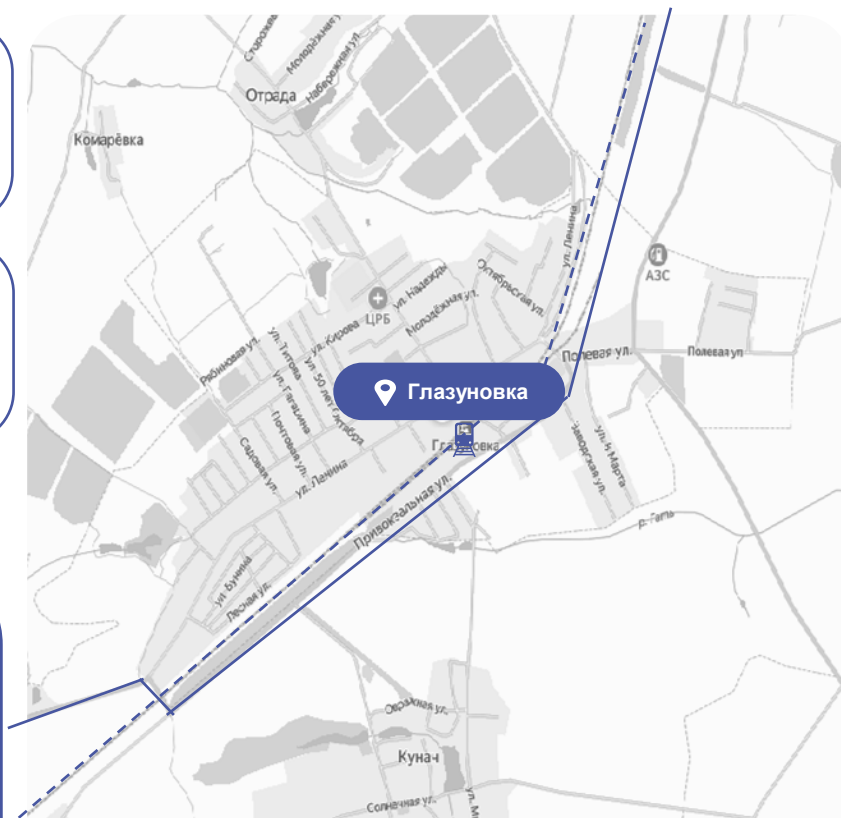 Сторожев
Молодёжная у
Набережная ул.
Отрада
Комарёвка
ул. Ленина
АЗС
Октябрьская ул.
ул. Надежды
Молодёжная ул.
ЦРБ
ул. Кирова
Рябиновая ул.
ул. Титова
ул. 50 лет Октября
ул. Гагарина
Почтовая ул.
Садовая ул.
Полевая ул.
Полевая ул
Глазуновка
Глазуновка
Заводская ул.
Марта
ул. Ленина
Привокзальная ул.
р. Гать
ул. Бунина
Лесная ул.
Овражная ул.
Кунач
Солнечная ул.
ул. М